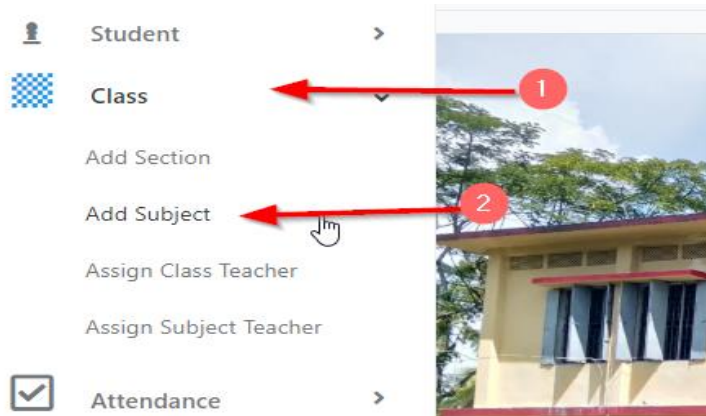 Student
Class
1
Add Section
Add Subject
2
Assign Class Teacher
Assign Subject Teacher
Attendance